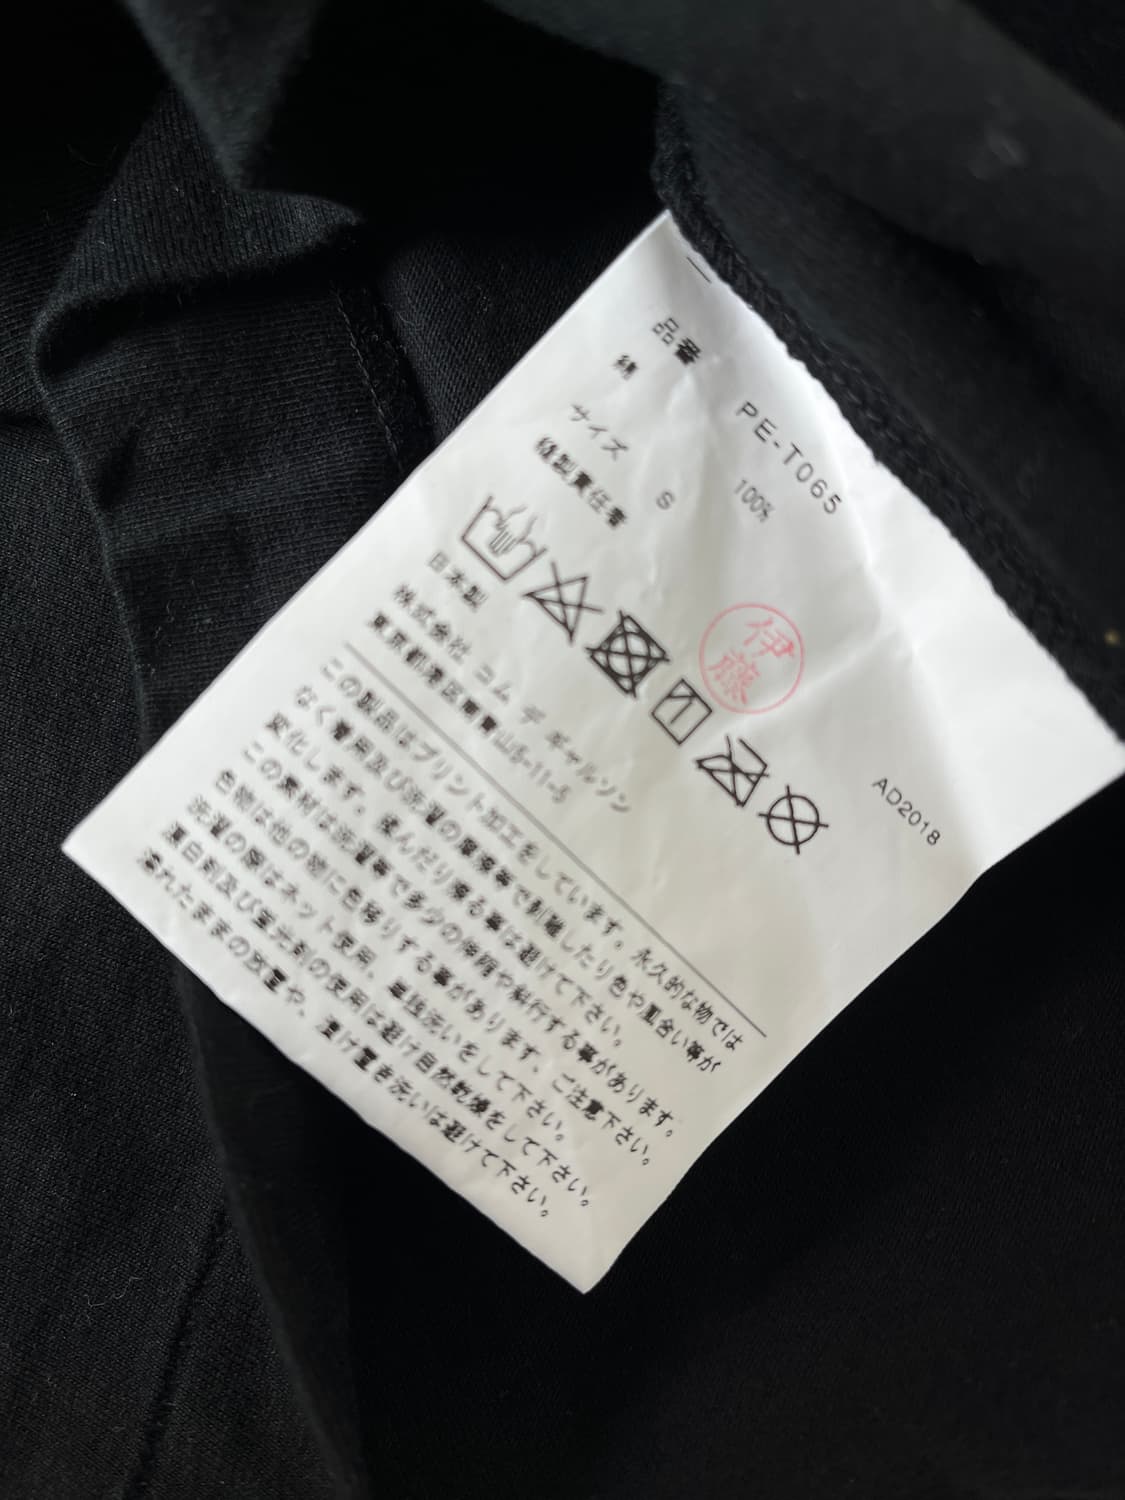 品番 PE-T065
綿 100%
サイズ S
縫製責任者 伊藤
日本製 AD2018
株式会社 コム デ ギャルソン
東京都港区南青山5-11-5
この製品はプリント加工をしています。永久的な物では
なく着用及び洗濯の摩擦等で剥離したり色や風合い等が
変化します。揉んだり擦る事は避けて下さい。
この素材は洗濯等で多少の伸縮や斜行する事があります。
色物は他の物に色移りする事があります、ご注意下さい。
洗濯の際はネット使用、単独洗いをして下さい。
漂白剤及び蛍光剤の使用は避け自然乾燥をして下さい。
濡れたままの放置や、漬け置き洗いは避けて下さい。